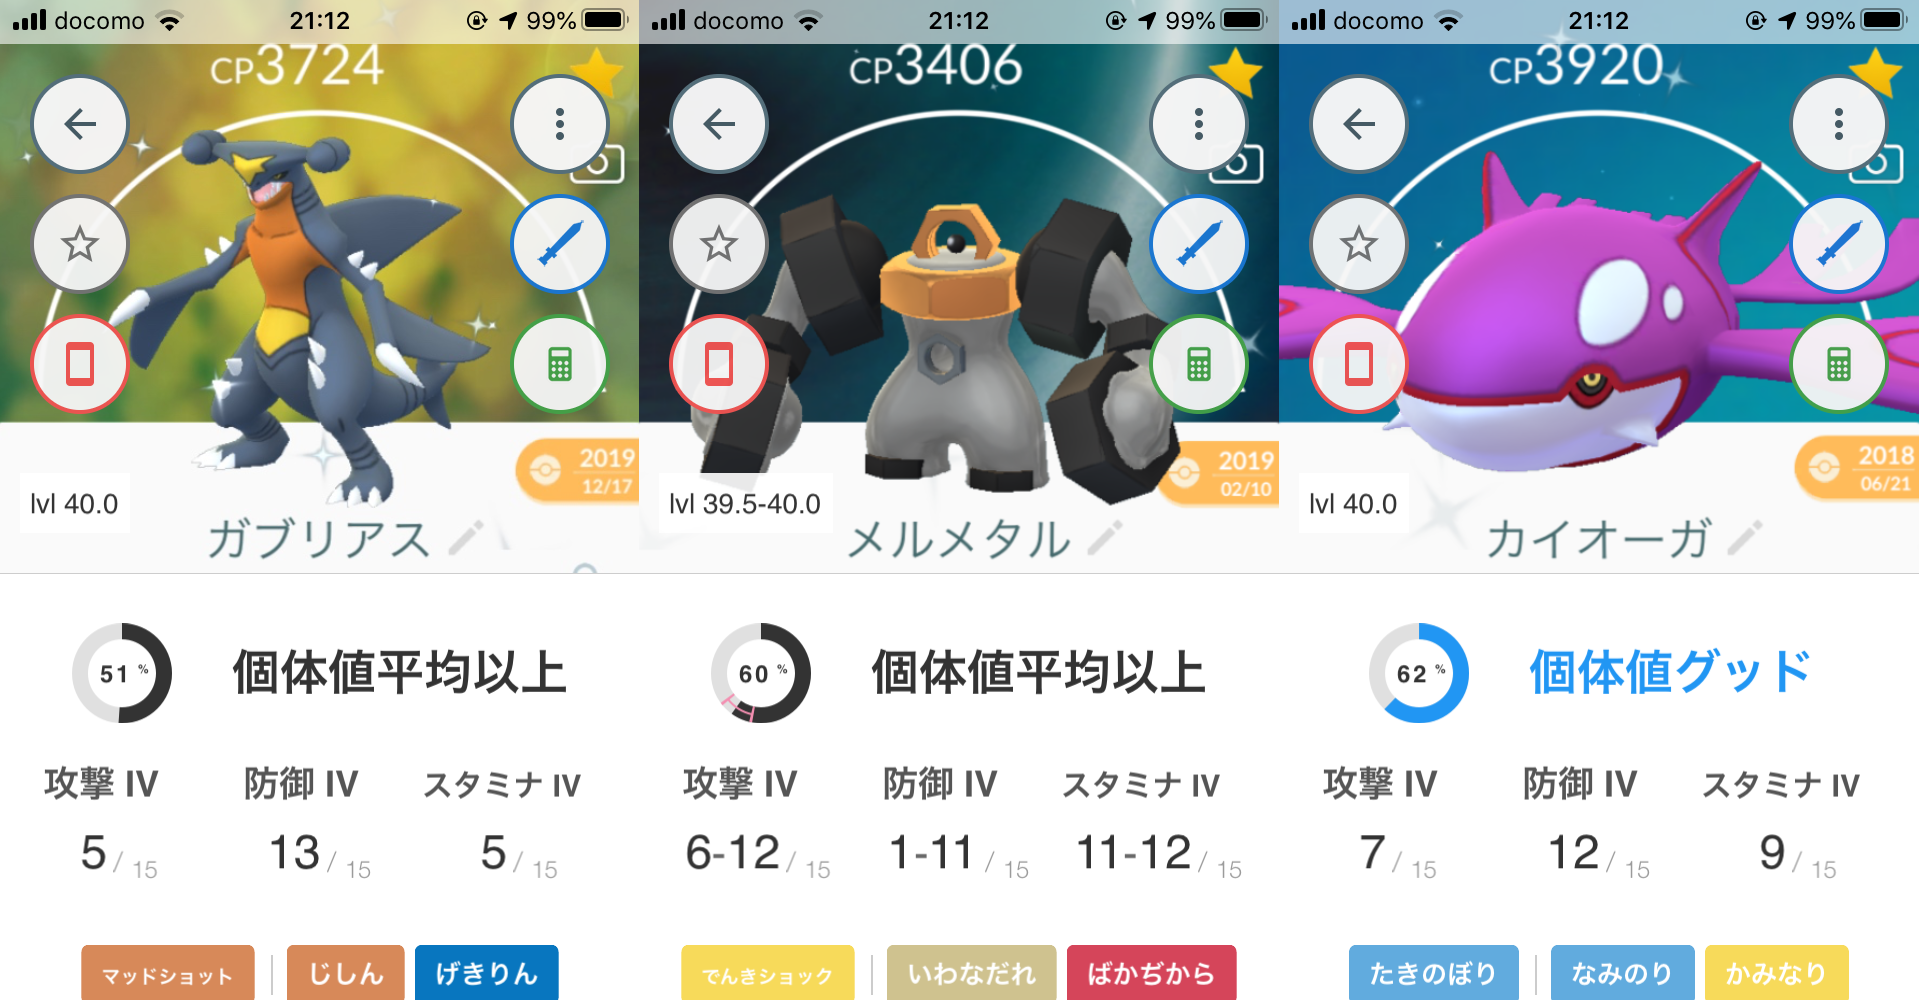 docomo 21:12 99%
CP3724
2019
12/17
lvl 40.0
ガブリアス
51 %
個体値平均以上
攻撃 IV 防御 IV スタミナ IV
5 / 15 13 / 15 5 / 15
マッドショット じしん げきりん
docomo 21:12 99%
CP3406
2019
02/10
lvl 39.5-40.0
メルメタル
60 %
個体値平均以上
攻撃 IV 防御 IV スタミナ IV
6-12 / 15 1-11 / 15 11-12 / 15
でんきショック いわなだれ ばかぢから
docomo 21:12 99%
CP3920
2018
06/21
lvl 40.0
カイオーガ
62 %
個体値グッド
攻撃 IV 防御 IV スタミナ IV
7 / 15 12 / 15 9 / 15
たきのぼり なみのり かみなり